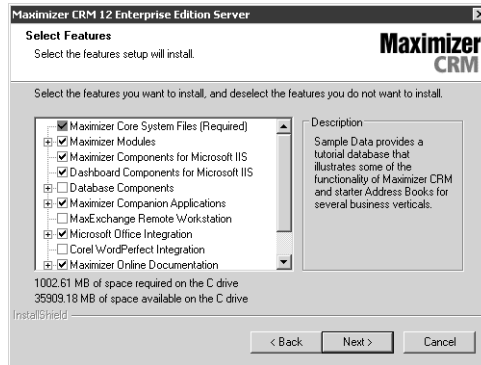 Maximizer CRM 12 Enterprise Edition Server
Select Features
Select the features setup will install.
Maximizer
CRM
Select the features you want to install, and deselect the features you do not want to install.
Maximizer Core System Files (Required)
Maximizer Modules
Maximizer Components for Microsoft IIS
Dashboard Components for Microsoft IIS
Database Components
Maximizer Companion Applications
MaxExchange Remote Workstation
Microsoft Office Integration
Corel WordPerfect Integration
Maximizer Online Documentation
Description
Sample Data provides a
tutorial database that
illustrates some of the
functionality of Maximizer CRM
and starter Address Books for
several business verticals.
1002.61 MB of space required on the C drive
35909.18 MB of space available on the C drive
InstallShield
< Back
Next >
Cancel